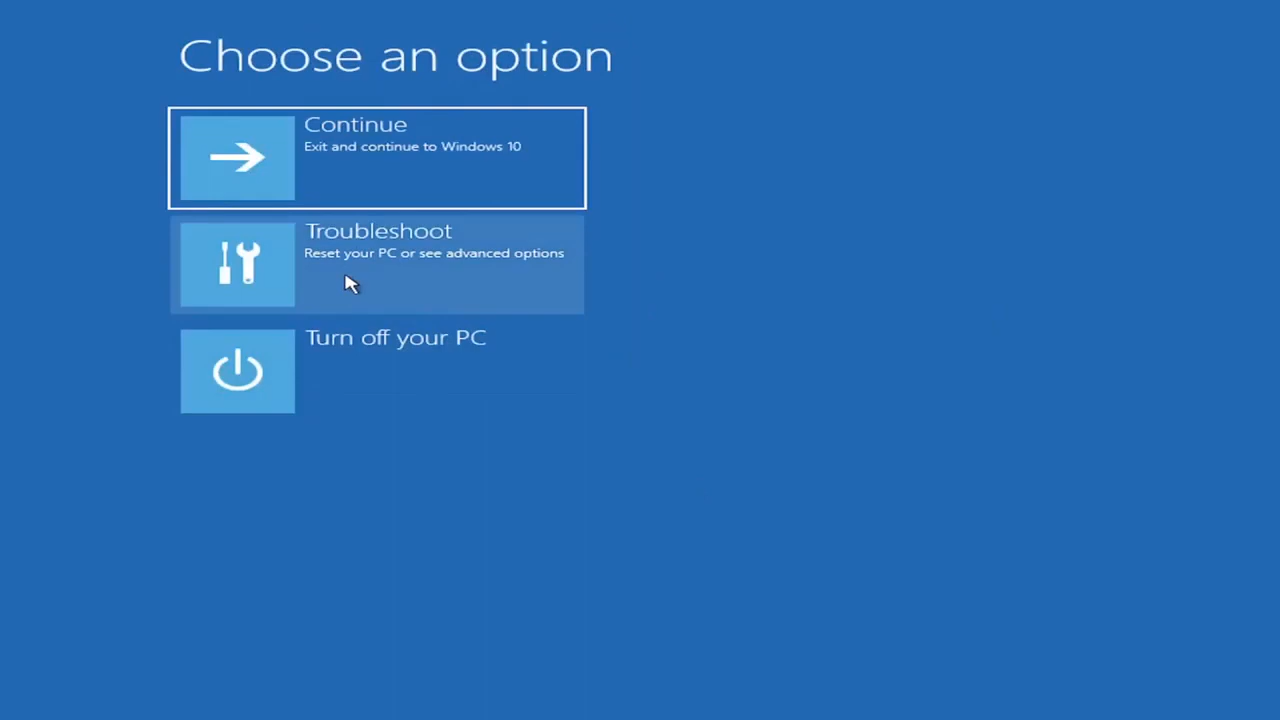 Choose an option
Continue
Exit and continue to Windows 10
Troubleshoot
Reset your PC or see advanced options
Turn off your PC